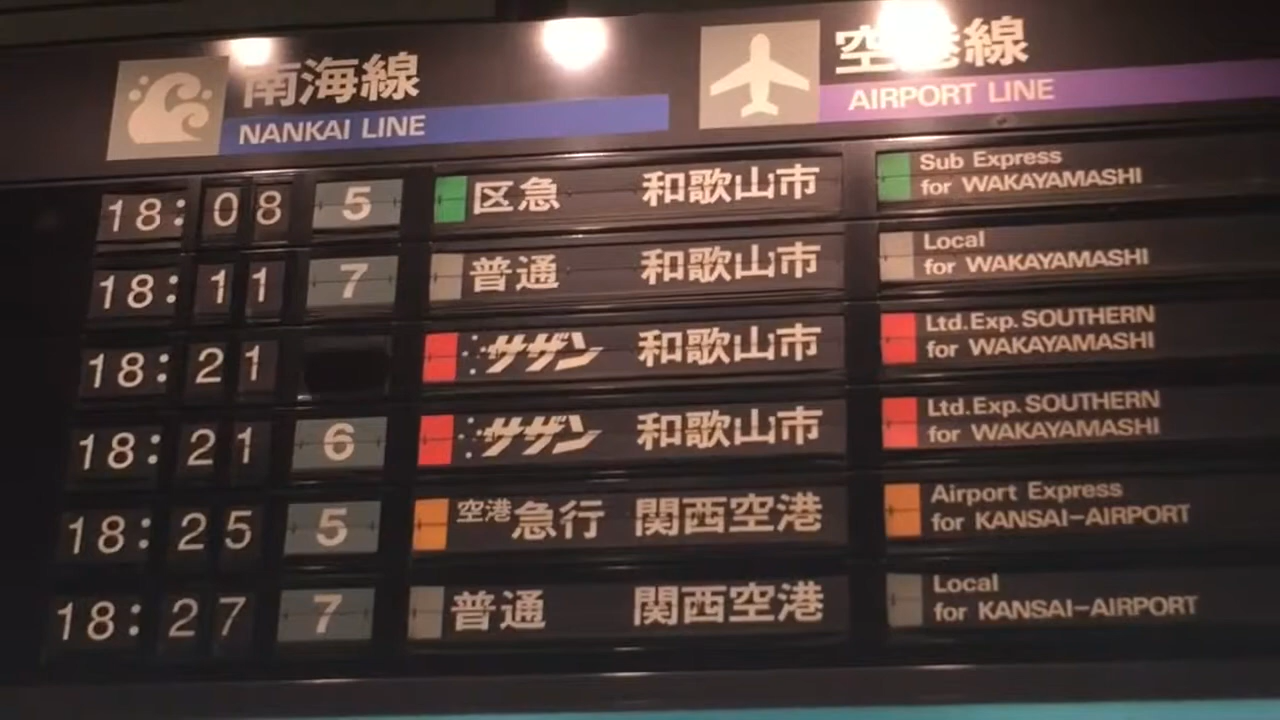 南海線 空港線
NANKAI LINE AIRPORT LINE
18:08 5 区急 和歌山市 Sub Express
for WAKAYAMASHI
18:11 7 普通 和歌山市 Local
for WAKAYAMASHI
18:21 サザン 和歌山市 Ltd.Exp.SOUTHERN
for WAKAYAMASHI
18:21 6 サザン 和歌山市 Ltd.Exp.SOUTHERN
for WAKAYAMASHI
18:25 5 空港急行 関西空港 Airport Express
for KANSAI-AIRPORT
18:27 7 普通 関西空港 Local
for KANSAI-AIRPORT